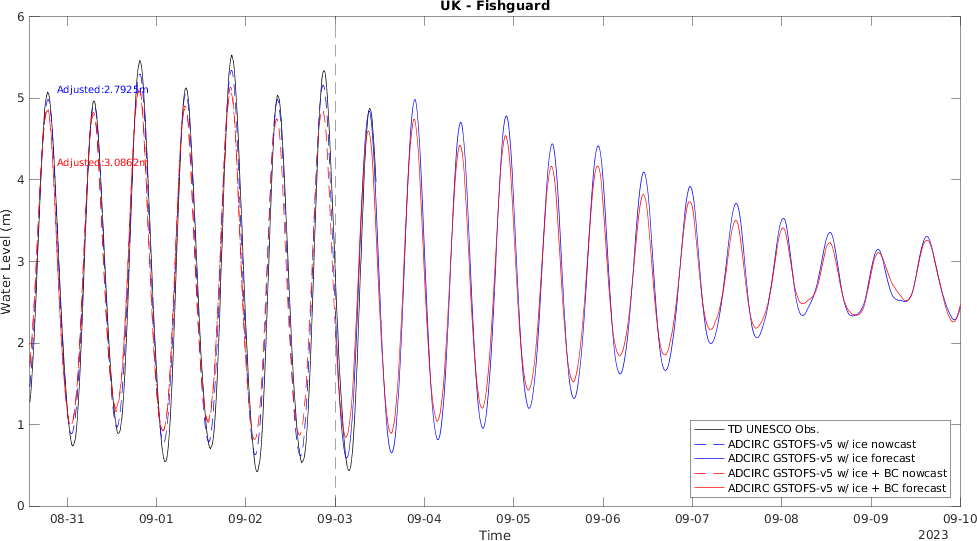 UK - Fishguard
6
5
4
3
2
1
0
Water Level (m)
Adjusted:2.7925m
Adjusted:3.0862m
TD UNESCO Obs.
ADCIRC GSTOFS-v5 w/ ice nowcast
ADCIRC GSTOFS-v5 w/ ice forecast
ADCIRC GSTOFS-v5 w/ ice + BC nowcast
ADCIRC GSTOFS-v5 w/ ice + BC forecast
08-31 09-01 09-02 09-03 09-04 09-05 09-06 09-07 09-08 09-09 09-10
Time
2023